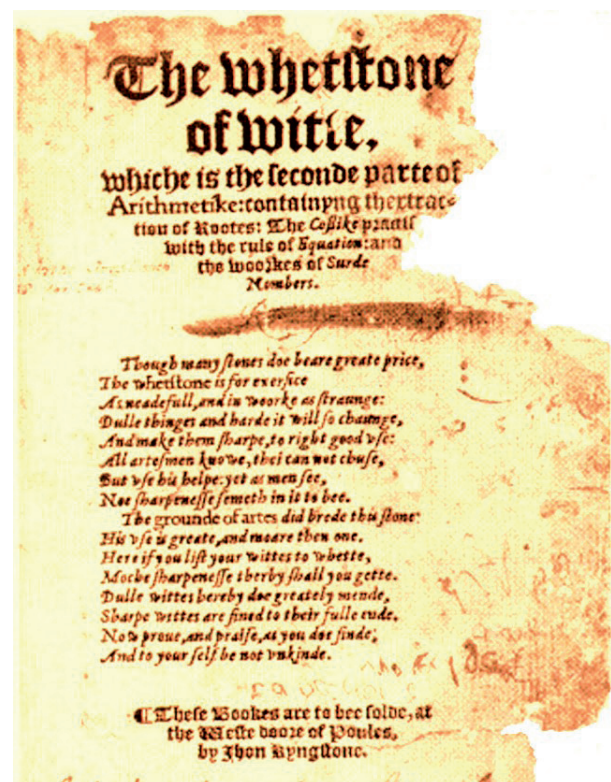 The whetſtone
of witte,
whiche is the ſeconde parte of
Arithmetike: containyng thextrac-
tion of Rootes: The Coßike practiſe
with the rule of Equation: and
the woorkes of Surde
Nombers.
Though many ſtones doe beare greate price,
The whetſtone is for exerſice
As neadefull, and in woorke as ſtraunge:
Dulle thinges and harde it will ſo chaunge,
And make them ſharpe, to right good vſe:
All arteſmen knowe, thei can not chuſe,
But vſe his helpe: yet as men ſee,
Noe ſharpeneſſe ſemeth in it to bee.
The grounde of artes did brede this ſtone:
His vſe is greate, and moare then one.
Here if you liſt your wittes to whette,
Moche ſharpeneſſe therby ſhall you gette.
Dulle wittes hereby doe greately mende,
Sharpe wittes are fined to their fulle ende.
Now proue, and praiſe, as you doe finde,
And to your ſelf be not vnkinde.
¶ Theſe Bookes are to bee ſolde, at
the Weſte doore of Poules,
by Jhon Kyngſtone.